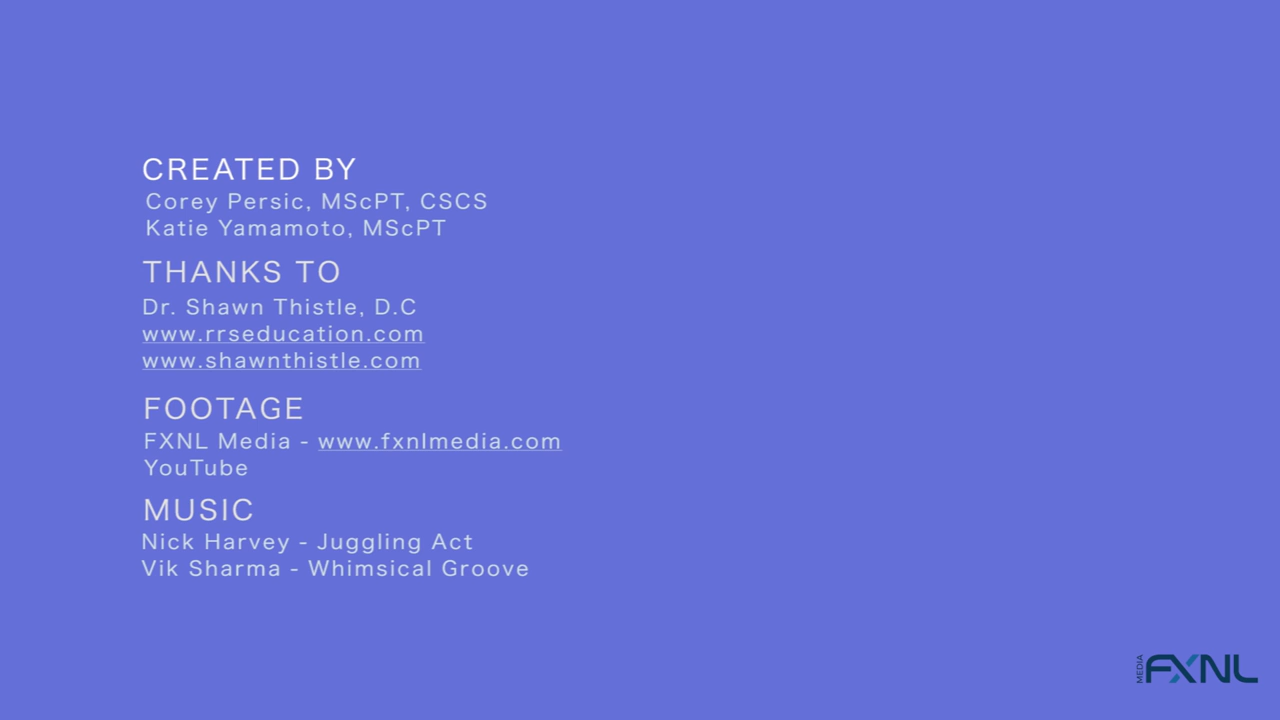 CREATED BY
Corey Persic, MScPT, CSCS
Katie Yamamoto, MScPT
THANKS TO
Dr. Shawn Thistle, D.C
www.rrseducation.com
www.shawnthistle.com
FOOTAGE
FXNL Media - www.fxnlmedia.com
YouTube
MUSIC
Nick Harvey - Juggling Act
Vik Sharma - Whimsical Groove
MEDIA FXNL